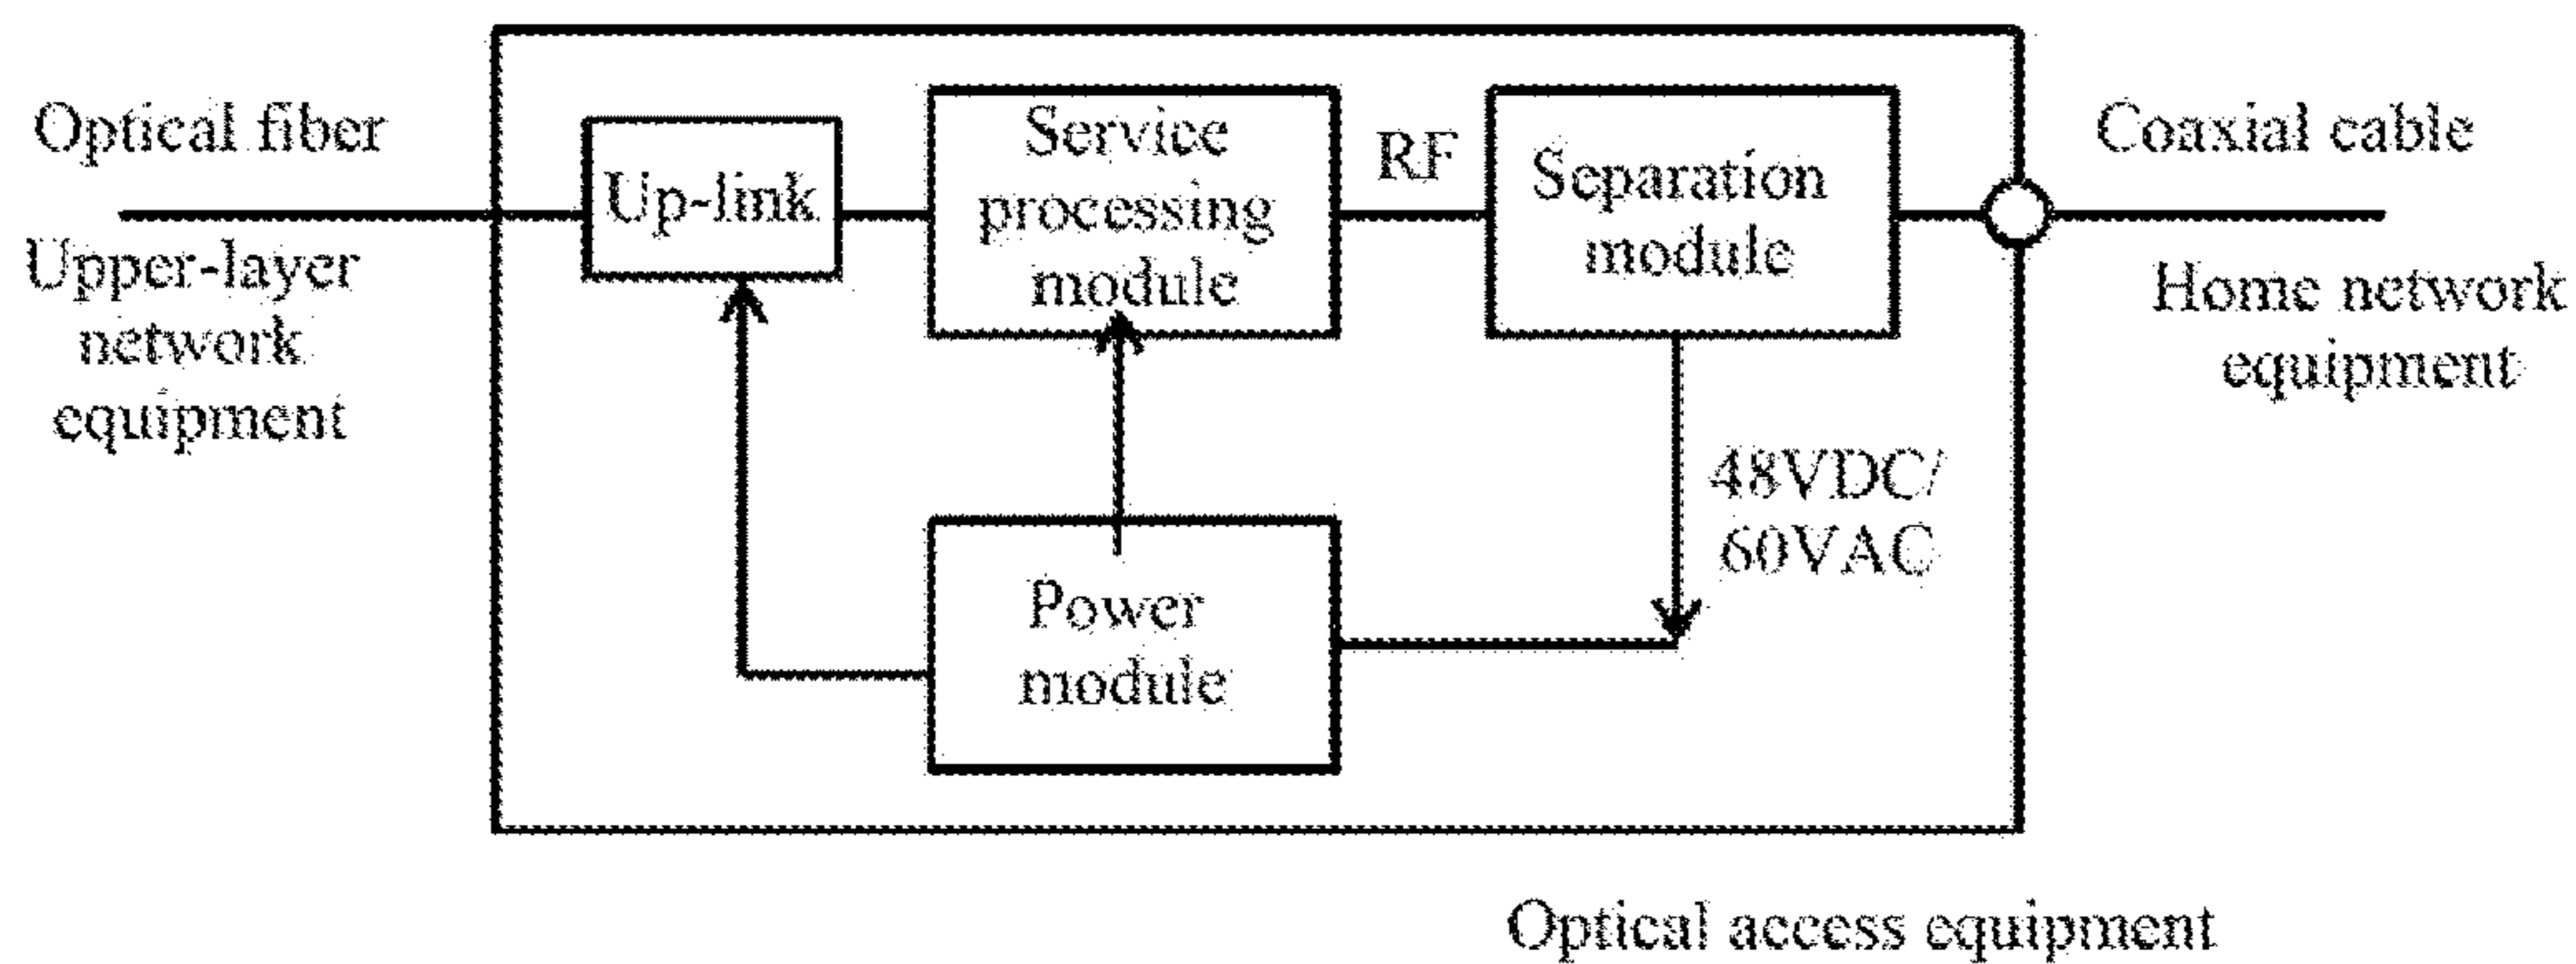 Optical fiber
Upper-layer
network
equipment
Up-link
Service
processing
module
RF
Separation
module
Coaxial cable
Home network
equipment
48VDC/
60VAC
Power
module
Optical access equipment